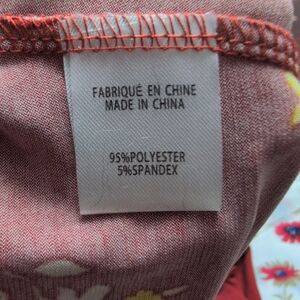 FABRIQUÉ EN CHINE
MADE IN CHINA
95%POLYESTER
5%SPANDEX